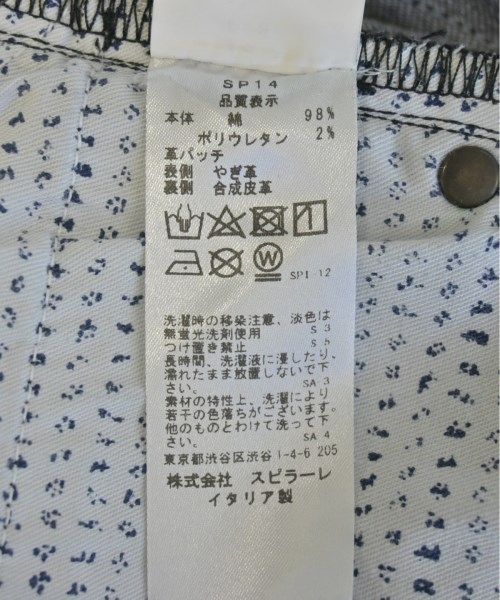 SP14
品質表示
本体 綿 98%
ポリウレタン 2%
革パッチ
表側 やぎ革
裏側 合成皮革
W
SP1-12
洗濯時の移染注意、淡色は
無蛍光洗剤使用 S 3
つけ置き禁止 S 5
長時間、洗濯液に浸したり、
濡れたまま放置しないで下
さい。 SA 3
素材の特性上、洗濯により
若干の色落ちがございます。
他のものとわけて洗って下
さい。 SA 4
東京都渋谷区渋谷1-4-6 205
株式会社 スピラーレ
イタリア製